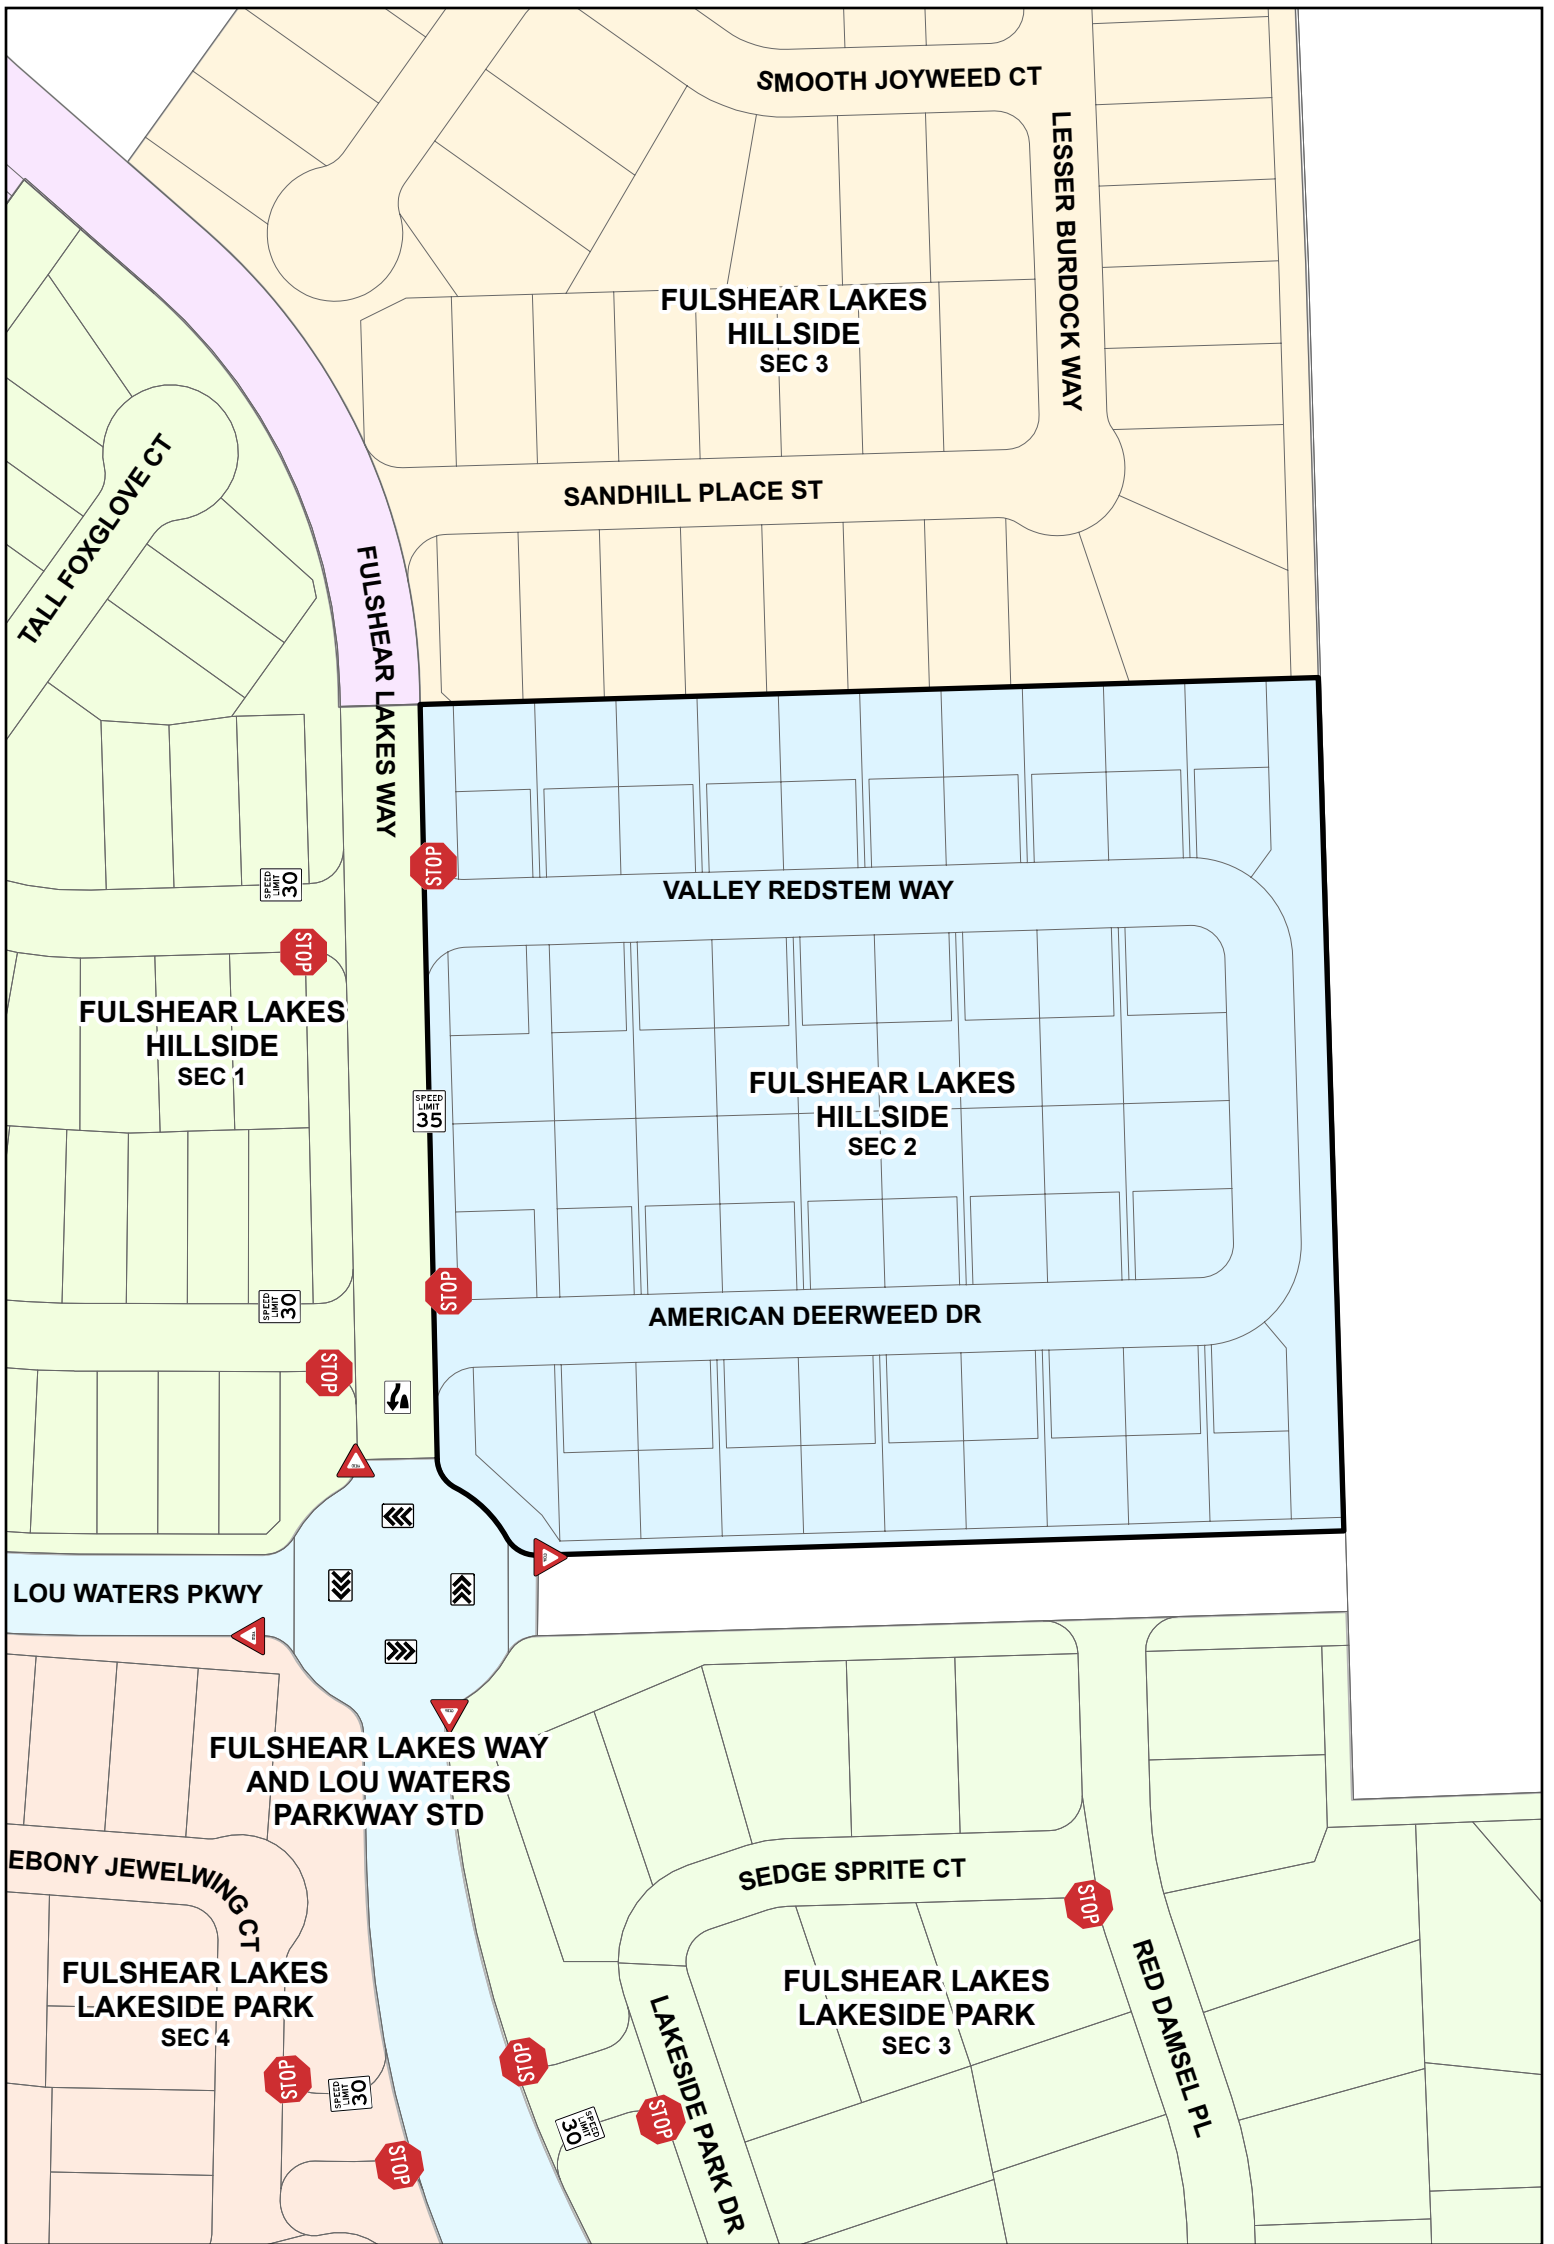 SMOOTH JOYWEED CT
LESSER BURDOCK WAY
FULSHEAR LAKES
HILLSIDE
SEC 3
TALL FOXGLOVE CT
SANDHILL PLACE ST
FULSHEAR LAKES WAY
STOP
SPEED
LIMIT
30
VALLEY REDSTEM WAY
STOP
FULSHEAR LAKES
HILLSIDE
SEC 1
SPEED
LIMIT
35
FULSHEAR LAKES
HILLSIDE
SEC 2
STOP
SPEED
LIMIT
30
AMERICAN DEERWEED DR
STOP
LOU WATERS PKWY
FULSHEAR LAKES WAY
AND LOU WATERS
PARKWAY STD
EBONY JEWELWING CT
SEDGE SPRITE CT
STOP
RED DAMSEL PL
FULSHEAR LAKES
LAKESIDE PARK
SEC 4
FULSHEAR LAKES
LAKESIDE PARK
SEC 3
LAKESIDE PARK DR
STOP
STOP
SPEED
LIMIT
30
SPEED
LIMIT
30
STOP
STOP